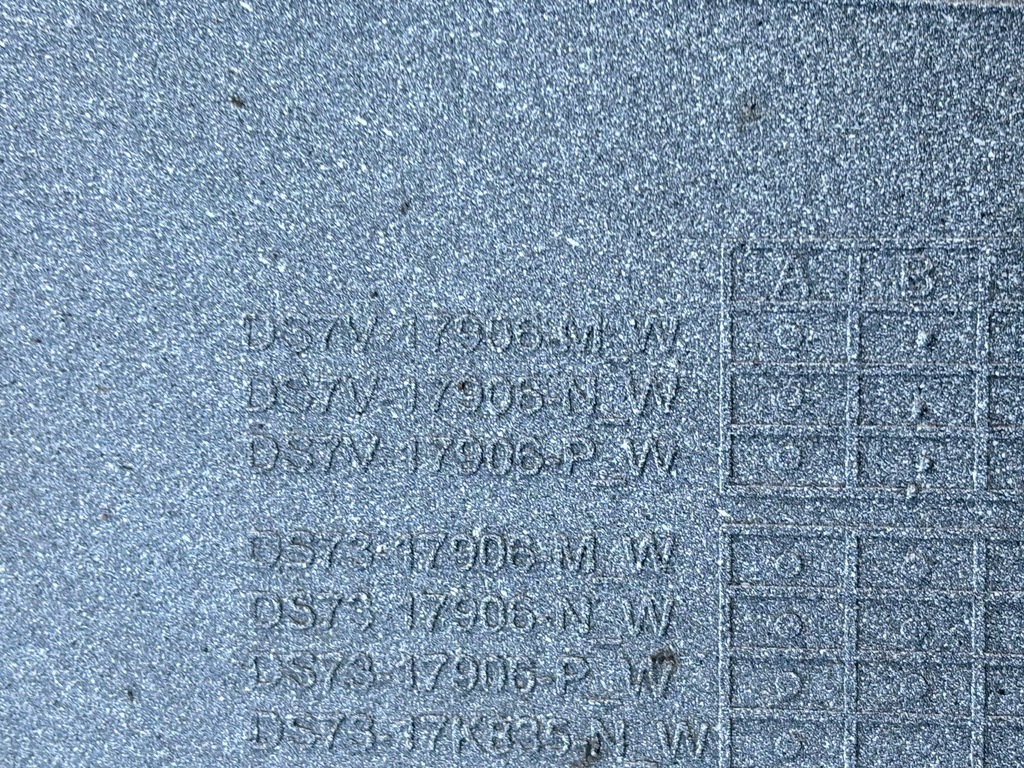 A B
DS7V-17906-M_W
DS7V-17906-N_W
DS7V-17906-P_W
DS73-17906-M_W
DS73-17906-N_W
DS73-17906-P_W
DS73-17K835-N_W